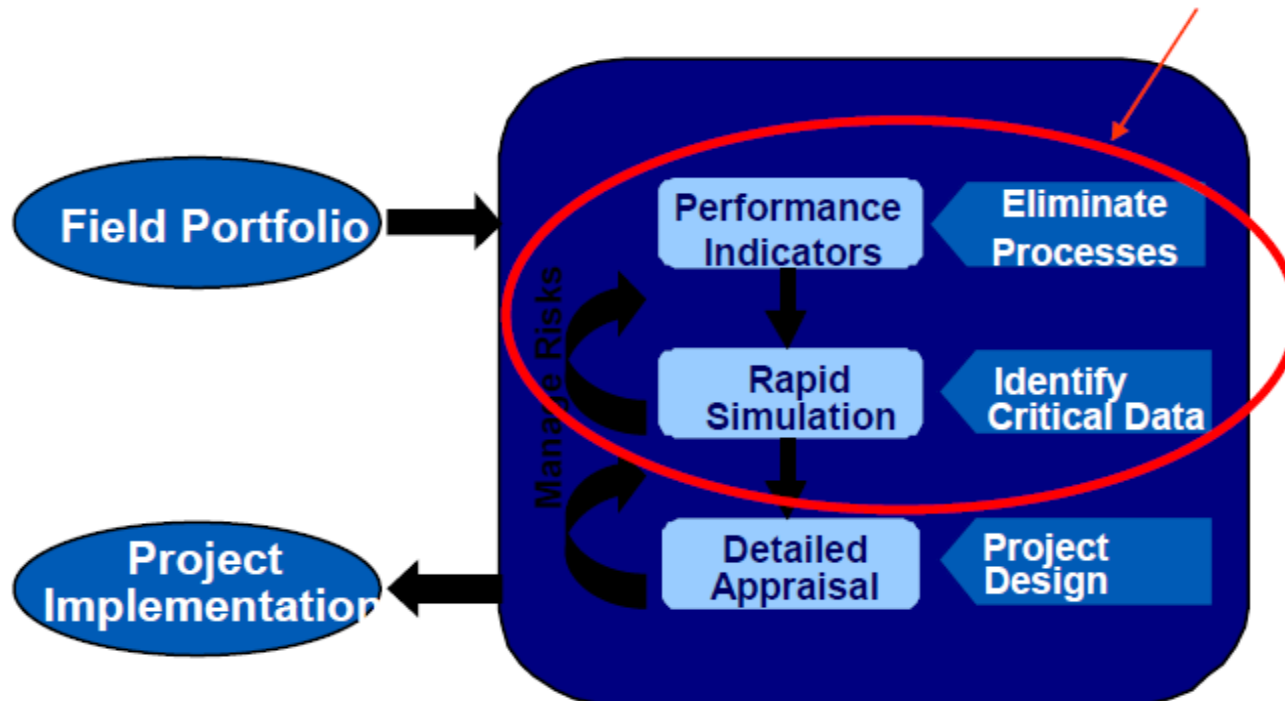 Field Portfolio
Performance
Indicators
Eliminate
Processes
Manage Risks
Rapid
Simulation
Identify
Critical Data
Project
Implementation
Detailed
Appraisal
Project
Design